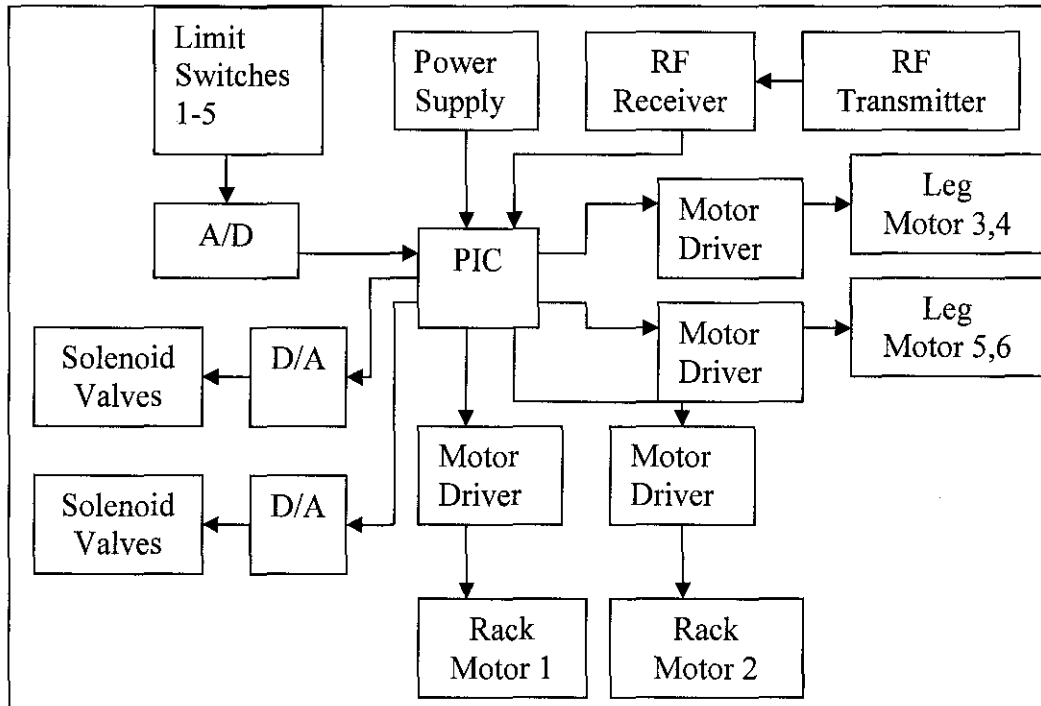 Limit
Switches
1-5
Power
Supply
RF
Receiver
RF
Transmitter
A/D
PIC
Motor
Driver
Leg
Motor 3,4
Solenoid
Valves
D/A
Motor
Driver
Leg
Motor 5,6
Solenoid
Valves
D/A
Motor
Driver
Motor
Driver
Rack
Motor 1
Rack
Motor 2